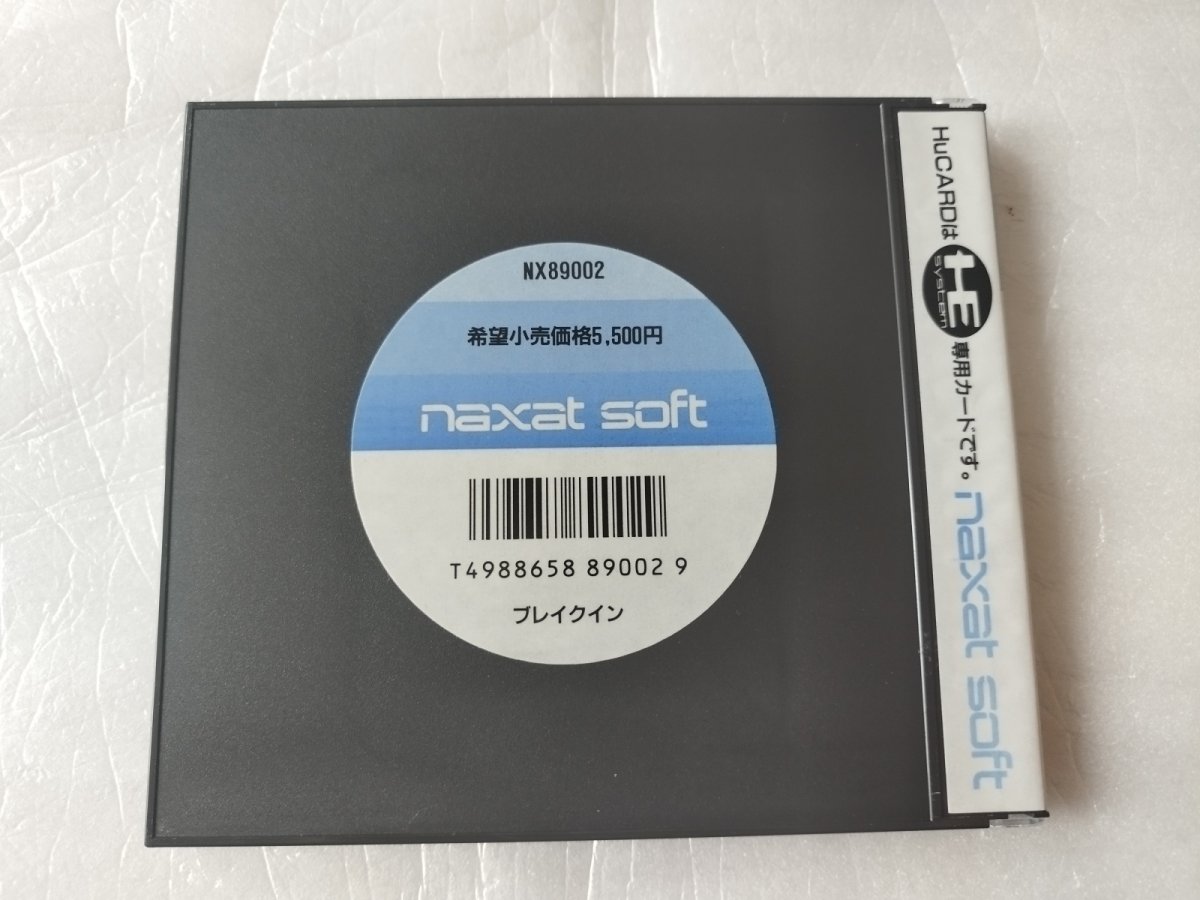 NX89002
希望小売価格5,500円
naxat soft
T4988658 89002 9
ブレイクイン
HuCARDは HE system 専用カードです。 naxat soft